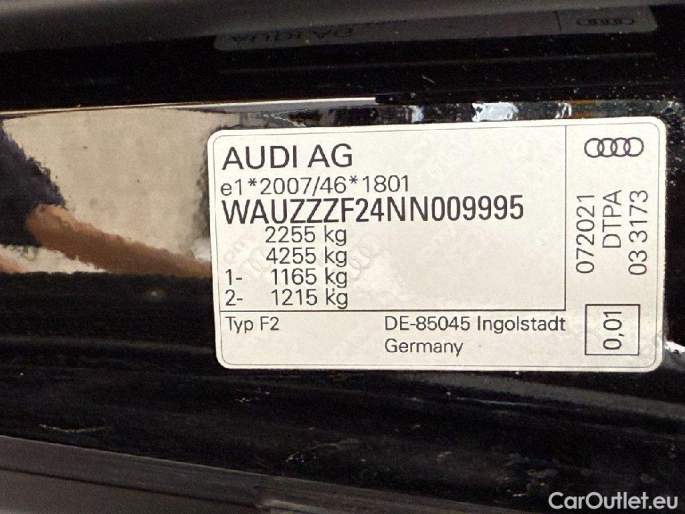 AUDI AG
e1*2007/46*1801
WAUZZZF24NN009995
2255 kg
4255 kg
1- 1165 kg
2- 1215 kg
Typ F2 DE-85045 Ingolstadt
Germany
072021
DTPA
03 3173
0,01
CarOutlet.eu